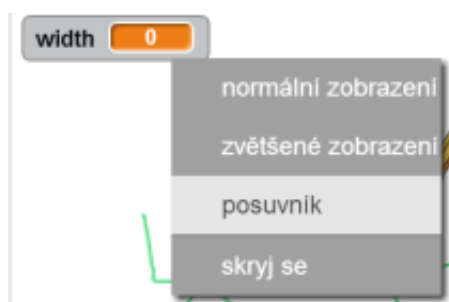 width 0
normální zobrazení
zvětšené zobrazení
posuvník
skryj se